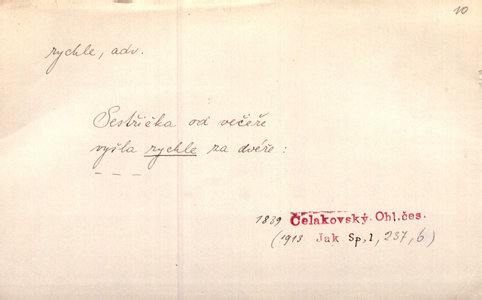 10
rychle, adv.
Sestřička od večeře
vyšla rychle za dvéře:
_ _ _
1839 Čelakovský. Ohl.čes.
(1913 Jak Sp,1, 237, 6)